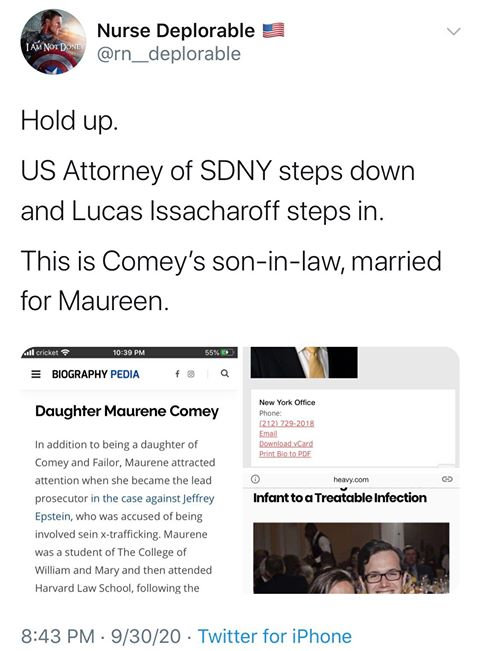 Nurse Deplorable 🇺🇸
@rn__deplorable
I AM NOT DONE
Hold up.
US Attorney of SDNY steps down
and Lucas Issacharoff steps in.
This is Comey's son-in-law, married
for Maureen.
cricket 10:39 PM 55%
BIOGRAPHY PEDIA
Daughter Maurene Comey
In addition to being a daughter of
Comey and Failor, Maurene attracted
attention when she became the lead
prosecutor in the case against Jeffrey
Epstein, who was accused of being
involved sein x-trafficking. Maurene
was a student of The College of
William and Mary and then attended
Harvard Law School, following the
New York Office
Phone:
(212) 729-2018
Email
Download vCard
Print Bio to PDF
heavy.com
Infant to a Treatable Infection
8:43 PM · 9/30/20 · Twitter for iPhone